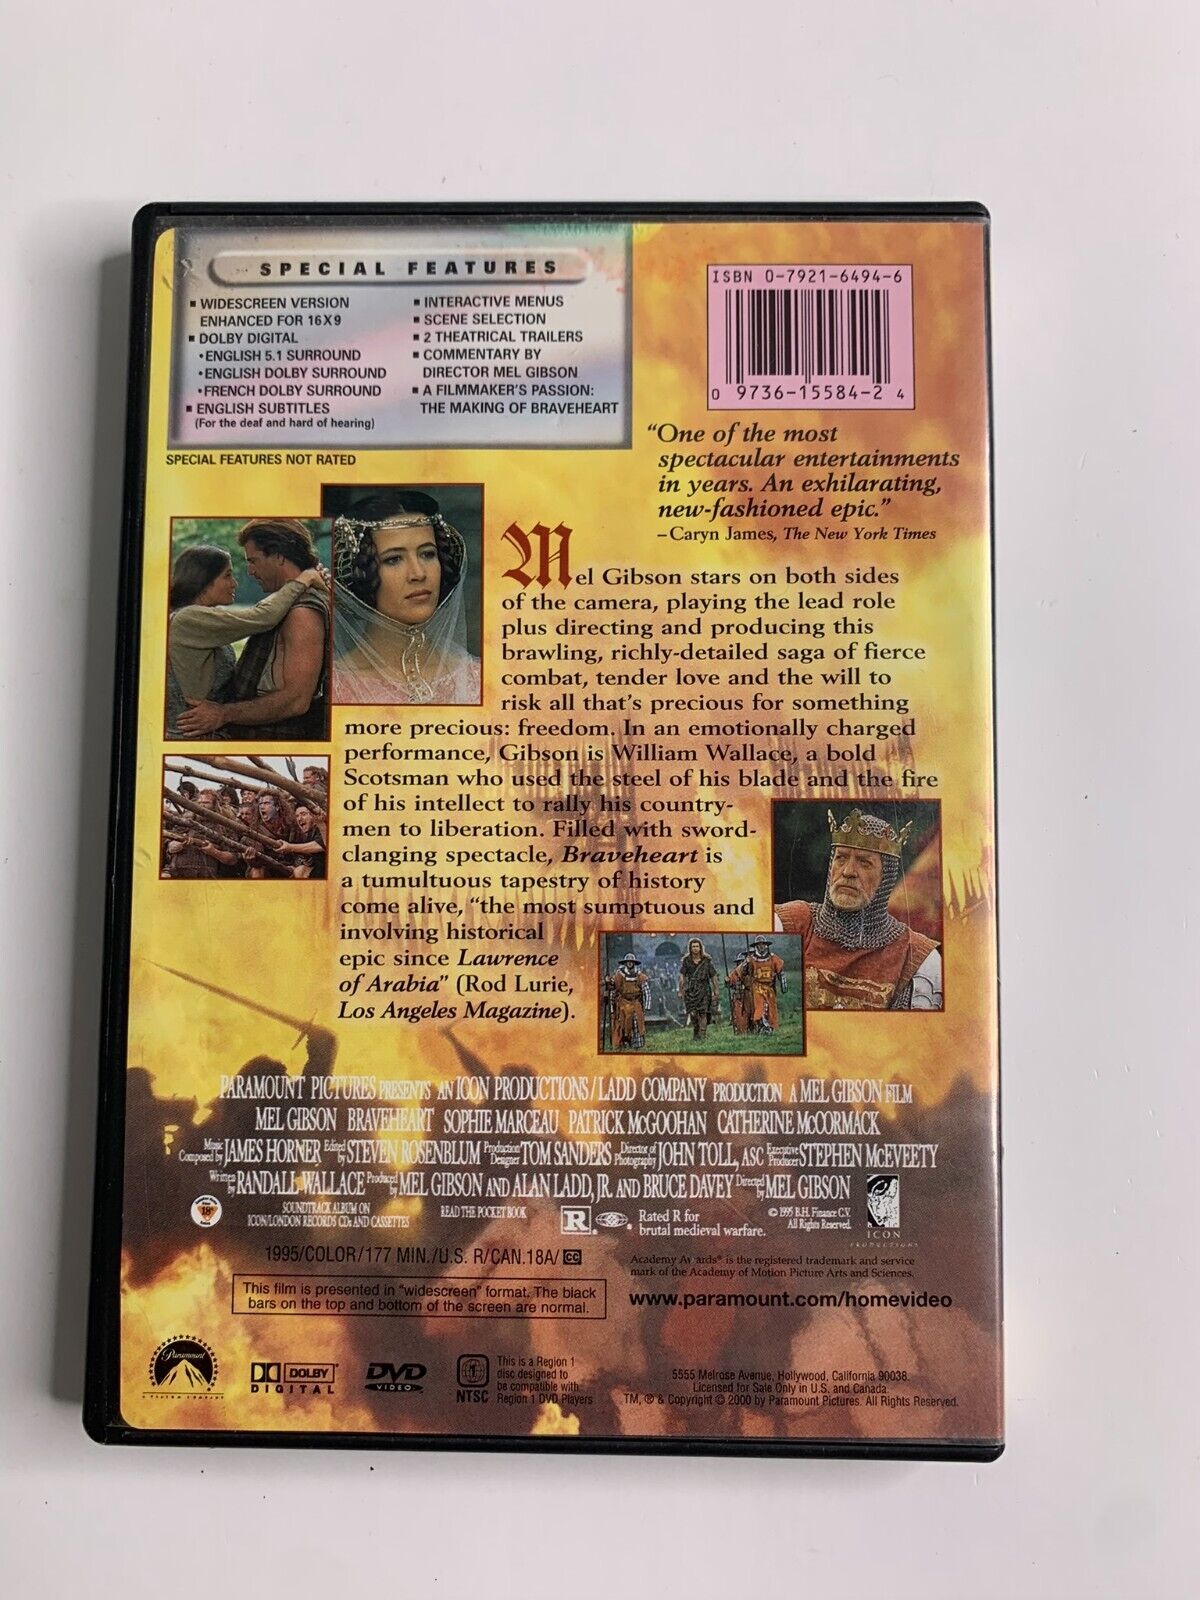 SPECIAL FEATURES
▪ WIDESCREEN VERSION
ENHANCED FOR 16X9
▪ DOLBY DIGITAL
•ENGLISH 5.1 SURROUND
•ENGLISH DOLBY SURROUND
•FRENCH DOLBY SURROUND
▪ ENGLISH SUBTITLES
(For the deaf and hard of hearing)
▪ INTERACTIVE MENUS
▪ SCENE SELECTION
▪ 2 THEATRICAL TRAILERS
▪ COMMENTARY BY
DIRECTOR MEL GIBSON
▪ A FILMMAKER'S PASSION:
THE MAKING OF BRAVEHEART
SPECIAL FEATURES NOT RATED
ISBN 0-7921-6494-6
0 9736-15584-2 4
“One of the most
spectacular entertainments
in years. An exhilarating,
new-fashioned epic.”
–Caryn James, The New York Times
Mel Gibson stars on both sides
of the camera, playing the lead role
plus directing and producing this
brawling, richly-detailed saga of fierce
combat, tender love and the will to
risk all that's precious for something
more precious: freedom. In an emotionally charged
performance, Gibson is William Wallace, a bold
Scotsman who used the steel of his blade and the fire
of his intellect to rally his country-
men to liberation. Filled with sword-
clanging spectacle, Braveheart is
a tumultuous tapestry of history
come alive, “the most sumptuous and
involving historical
epic since Lawrence
of Arabia” (Rod Lurie,
Los Angeles Magazine).
PARAMOUNT PICTURES PRESENTS AN ICON PRODUCTIONS/LADD COMPANY PRODUCTION A MEL GIBSON FILM
MEL GIBSON BRAVEHEART SOPHIE MARCEAU PATRICK McGOOHAN CATHERINE McCORMACK
Music Composed by JAMES HORNER Edited by STEVEN ROSENBLUM Production Designer TOM SANDERS Director of Photography JOHN TOLL, ASC Executive Producer STEPHEN McEVEETY
Written by RANDALL WALLACE Produced by MEL GIBSON AND ALAN LADD, JR. AND BRUCE DAVEY Directed by MEL GIBSON
18A
SOUNDTRACK ALBUM ON
ICON/LONDON RECORDS CDs AND CASSETTES
READ THE POCKET BOOK
R
Rated R for
brutal medieval warfare.
© 1995 B.H. Finance C.V.
All Rights Reserved.
ICON
PRODUCTIONS
1995/COLOR/177 MIN./U.S. R/CAN.18A/ CC
Academy Awards® is the registered trademark and service
mark of the Academy of Motion Picture Arts and Sciences.
This film is presented in "widescreen" format. The black
bars on the top and bottom of the screen are normal.
www.paramount.com/homevideo
Paramount
DOLBY
DIGITAL
DVD
VIDEO
1
NTSC
This is a Region 1
disc designed to
be compatible with
Region 1 DVD Players
5555 Melrose Avenue, Hollywood, California 90038.
Licensed for Sale Only in U.S. and Canada.
TM, ® & Copyright © 2000 by Paramount Pictures. All Rights Reserved.